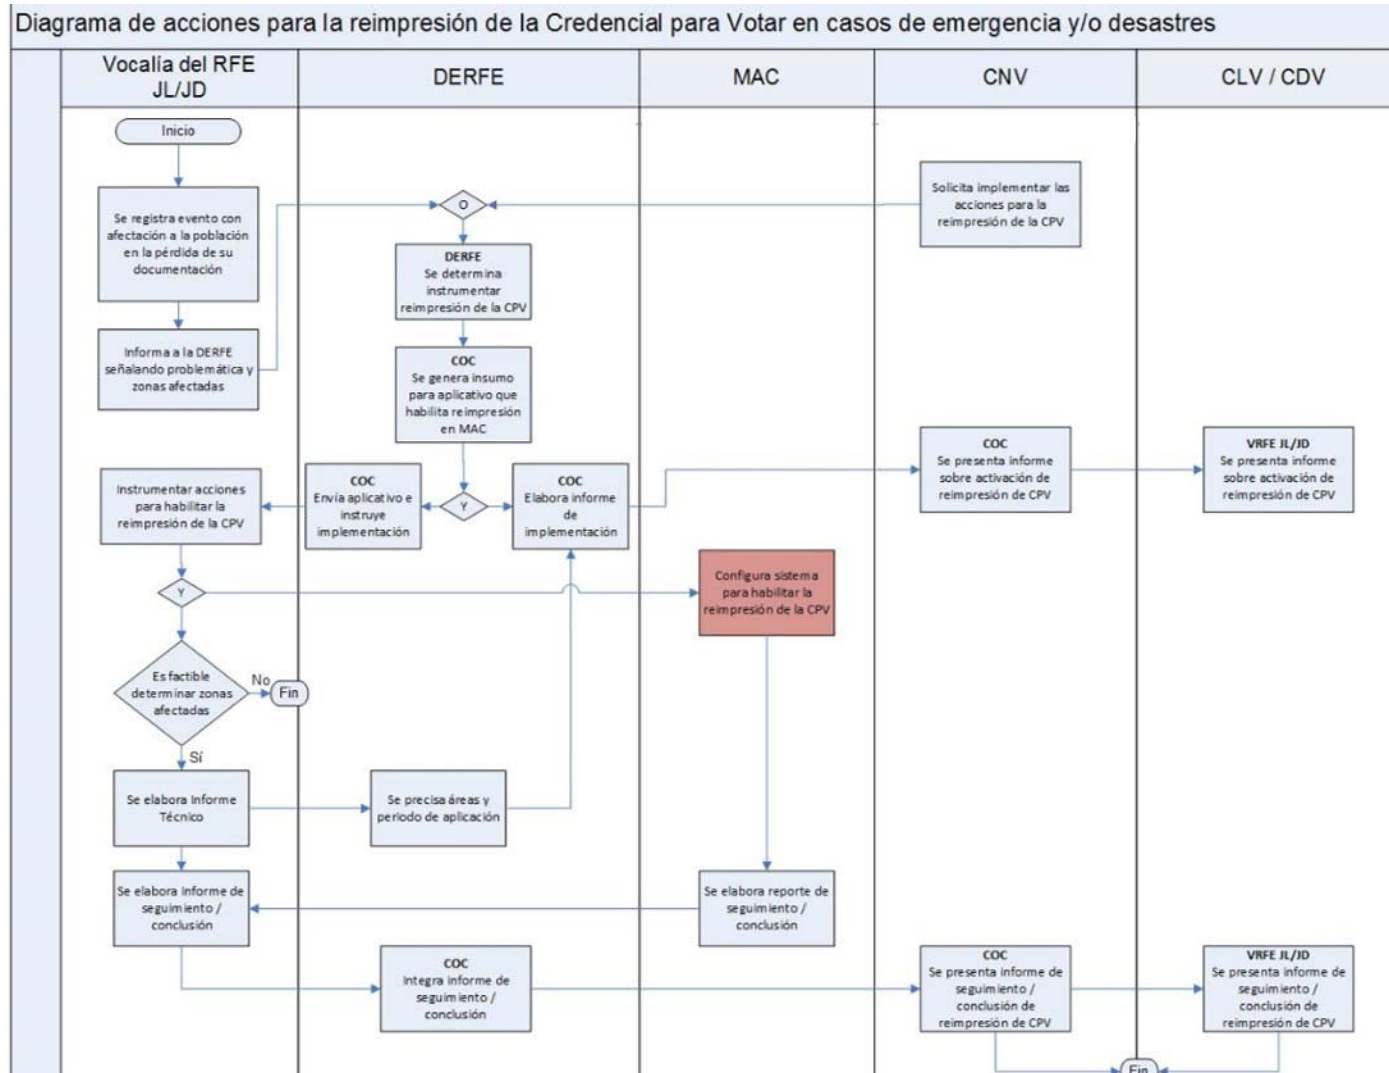 Diagrama de acciones para la reimpresión de la Credencial para Votar en casos de emergencia y/o desastres
Vocalía del RFE
JL/JD
DERFE
MAC
CNV
CLV / CDV
Inicio
Se registra evento con
afectación a la población
en la pérdida de su
documentación
O
Solicita implementar las
acciones para la
reimpresión de la CPV
DERFE
Se determina
instrumentar
reimpresión de la CPV
Informa a la DERFE
señalando problemática y
zonas afectadas
COC
Se genera insumo
para aplicativo que
habilita reimpresión
en MAC
Instrumentar acciones
para habilitar la
reimpresión de la CPV
COC
Envía aplicativo e
instruye
implementación
Y
COC
Elabora informe
de
implementación
COC
Se presenta informe
sobre activación de
reimpresión de CPV
VRFE JL/JD
Se presenta informe
sobre activación de
reimpresión de CPV
Y
Configura sistema
para habilitar la
reimpresión de la CPV
Es factible
determinar zonas
afectadas
No
Fin
Sí
Se elabora Informe
Técnico
Se precisa áreas y
periodo de aplicación
Se elabora Informe de
seguimiento /
conclusión
Se elabora reporte de
seguimiento /
conclusión
COC
Integra informe de
seguimiento /
conclusión
COC
Se presenta informe de
seguimiento /
conclusión de
reimpresión de CPV
VRFE JL/JD
Se presenta informe de
seguimiento /
conclusión de
reimpresión de CPV
Fin